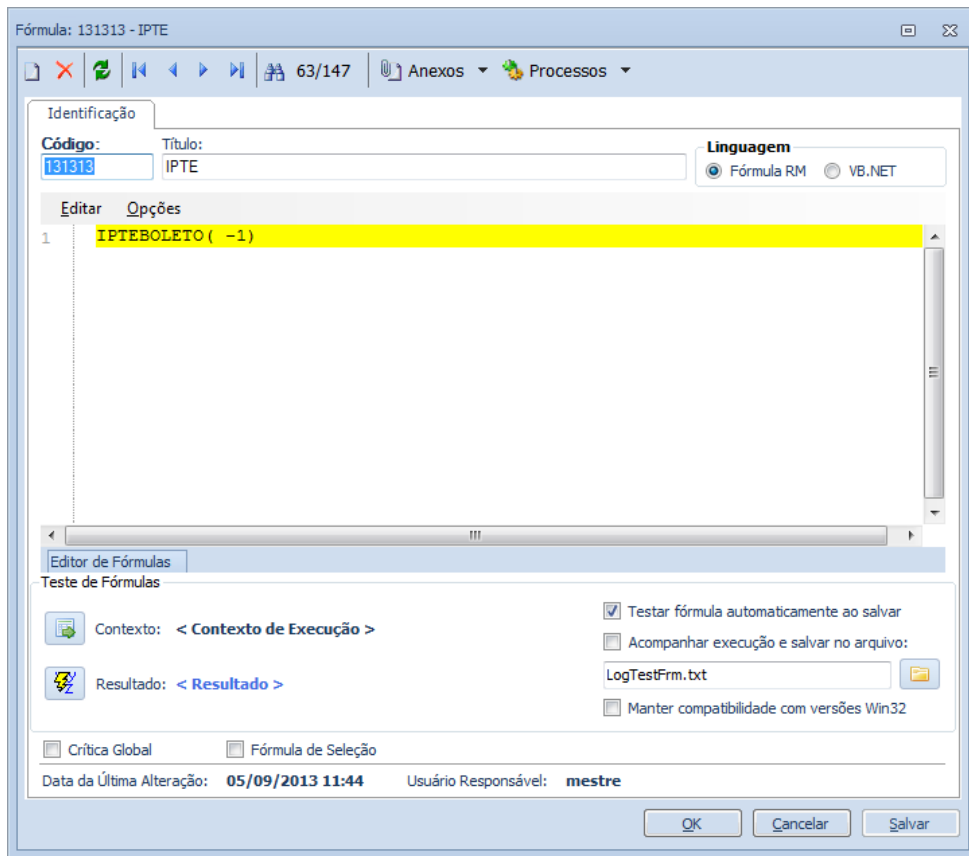 Fórmula: 131313 - IPTE
63/147 Anexos Processos
Identificação
Código: Título: Linguagem
131313 IPTE Fórmula RM VB.NET
Editar Opções
1 IPTEBOLETO( -1)
Editor de Fórmulas
Teste de Fórmulas
Contexto: < Contexto de Execução > Testar fórmula automaticamente ao salvar
Acompanhar execução e salvar no arquivo:
Resultado: < Resultado > LogTestFrm.txt
Manter compatibilidade com versões Win32
Crítica Global Fórmula de Seleção
Data da Última Alteração: 05/09/2013 11:44 Usuário Responsável: mestre
OK Cancelar Salvar